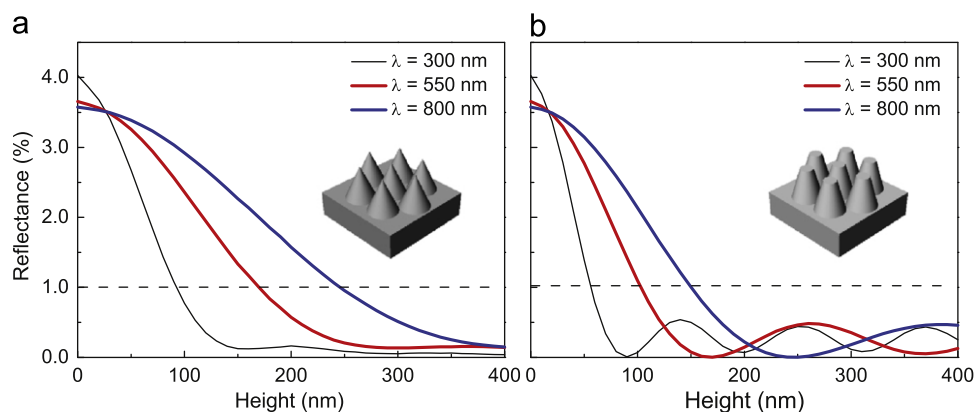 a
Reflectance (%)
4.0
3.0
2.0
1.0
0.0
λ = 300 nm
λ = 550 nm
λ = 800 nm
0 100 200 300 400
Height (nm)
b
λ = 300 nm
λ = 550 nm
λ = 800 nm
0 100 200 300 400
Height (nm)